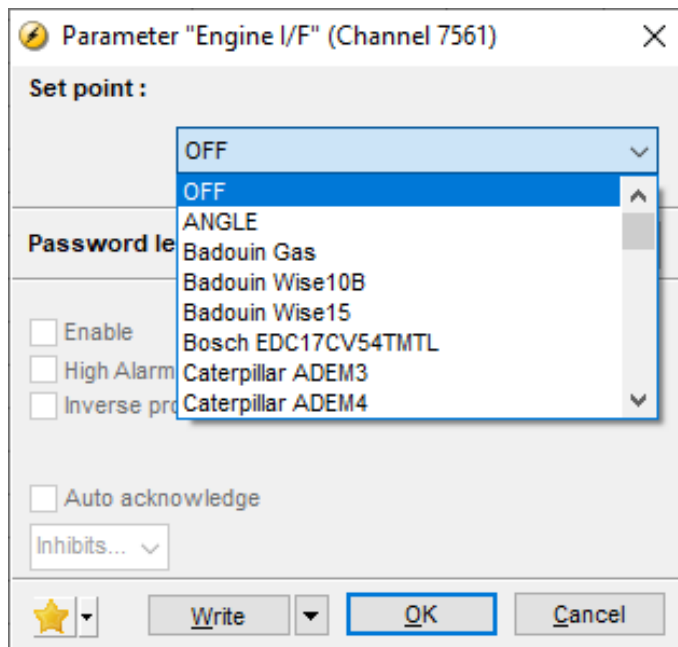 Parameter "Engine I/F" (Channel 7561)
Set point :
OFF
OFF
ANGLE
Badouin Gas
Badouin Wise10B
Badouin Wise15
Bosch EDC17CV54TMTL
Caterpillar ADEM3
Caterpillar ADEM4
Password le
Enable
High Alarm
Inverse pro
Auto acknowledge
Inhibits...
Write
OK
Cancel